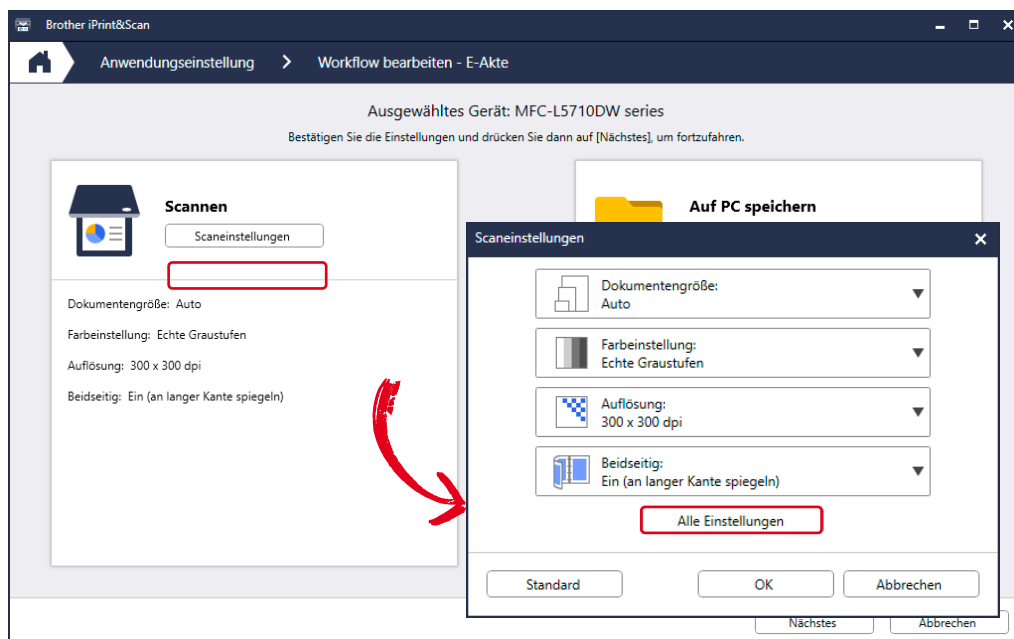 Brother iPrint&Scan
Anwendungseinstellung
Workflow bearbeiten - E-Akte
Ausgewähltes Gerät: MFC-L5710DW series
Bestätigen Sie die Einstellungen und drücken Sie dann auf [Nächstes], um fortzufahren.
Scannen
Scaneinstellungen
Dokumentengröße: Auto
Farbeinstellung: Echte Graustufen
Auflösung: 300 x 300 dpi
Beidseitig: Ein (an langer Kante spiegeln)
Auf PC speichern
Scaneinstellungen
Dokumentengröße:
Auto
Farbeinstellung:
Echte Graustufen
Auflösung:
300 x 300 dpi
Beidseitig:
Ein (an langer Kante spiegeln)
Alle Einstellungen
Standard
OK
Abbrechen
Nächstes
Abbrechen